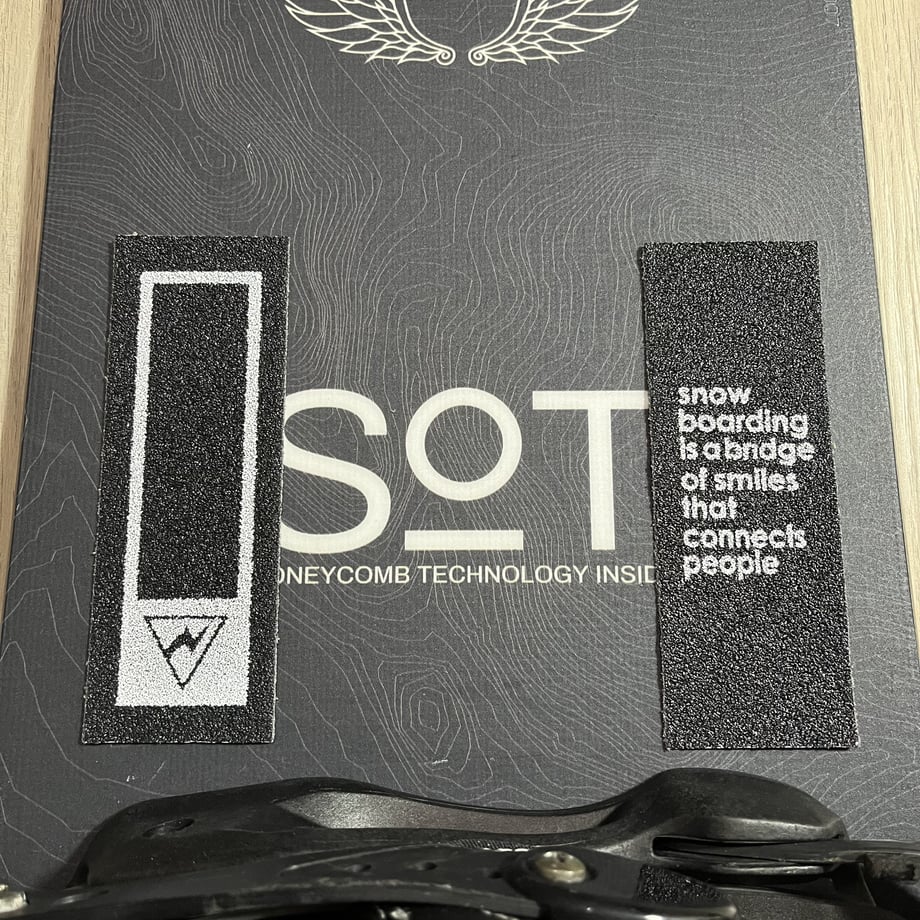 SOT
ONEYCOMB TECHNOLOGY INSID
snow
boarding
is a bridge
of smiles
that
connects
people